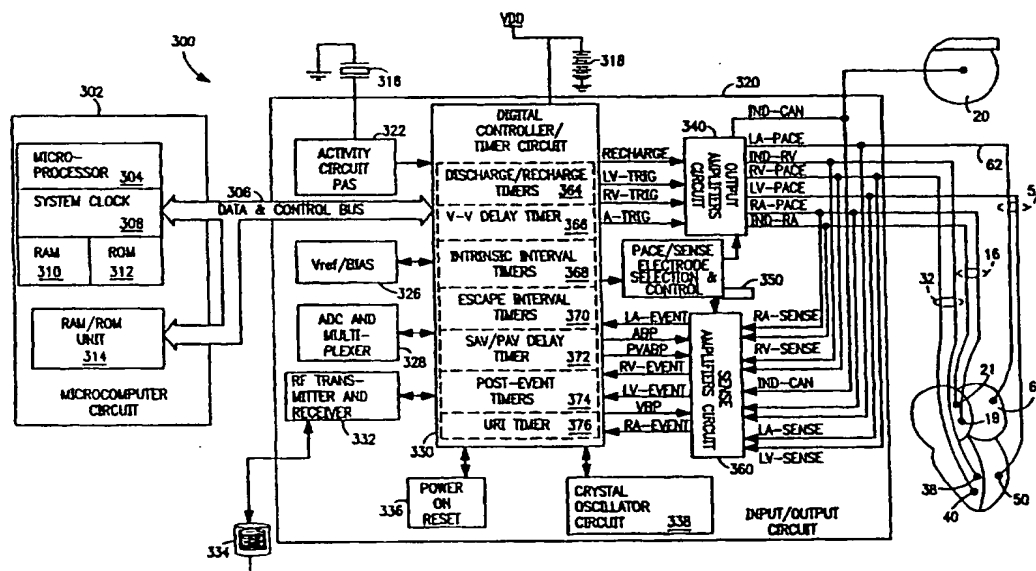 300
302
MICRO-
PROCESSOR
304
SYSTEM CLOCK
308
RAM
310
ROM
312
RAM/ROM
UNIT
314
MICROCOMPUTER
CIRCUIT
306
DATA & CONTROL BUS
VDD
316
318
320
322
ACTIVITY
CIRCUIT
PAS
Vref/BIAS
326
ADC AND
MULTI-
PLEXER
328
RF TRANS-
MITTER AND
RECEIVER
332
334
330
DIGITAL
CONTROLLER/
TIMER CIRCUIT
DISCHARGE/RECHARGE
TIMERS 364
V-V DELAY TIMER
366
INTRINSIC INTERVAL
TIMERS 368
ESCAPE INTERVAL
TIMERS 370
SAV/PAV DELAY
TIMER 372
POST-EVENT
TIMERS 374
URI TIMER 376
POWER
ON
RESET
336
CRYSTAL
OSCILLATOR
CIRCUIT 338
INPUT/OUTPUT
CIRCUIT
RECHARGE
LV-TRIG
RV-TRIG
A-TRIG
340
OUTPUT
AMPLIFIERS
CIRCUIT
PACE/SENSE
ELECTRODE
SELECTION &
CONTROL
350
LA-EVENT
ABP
PVABP
RV-EVENT
LV-EVENT
VBP
RA-EVENT
SENSE
AMPLIFIERS
CIRCUIT
360
IND-CAN
LA-PACE
IND-RV
RV-PACE
LV-PACE
RA-PACE
IND-RA
RA-SENSE
RV-SENSE
IND-CAN
LA-SENSE
LV-SENSE
20
62
16
32
21
18
38
40
50